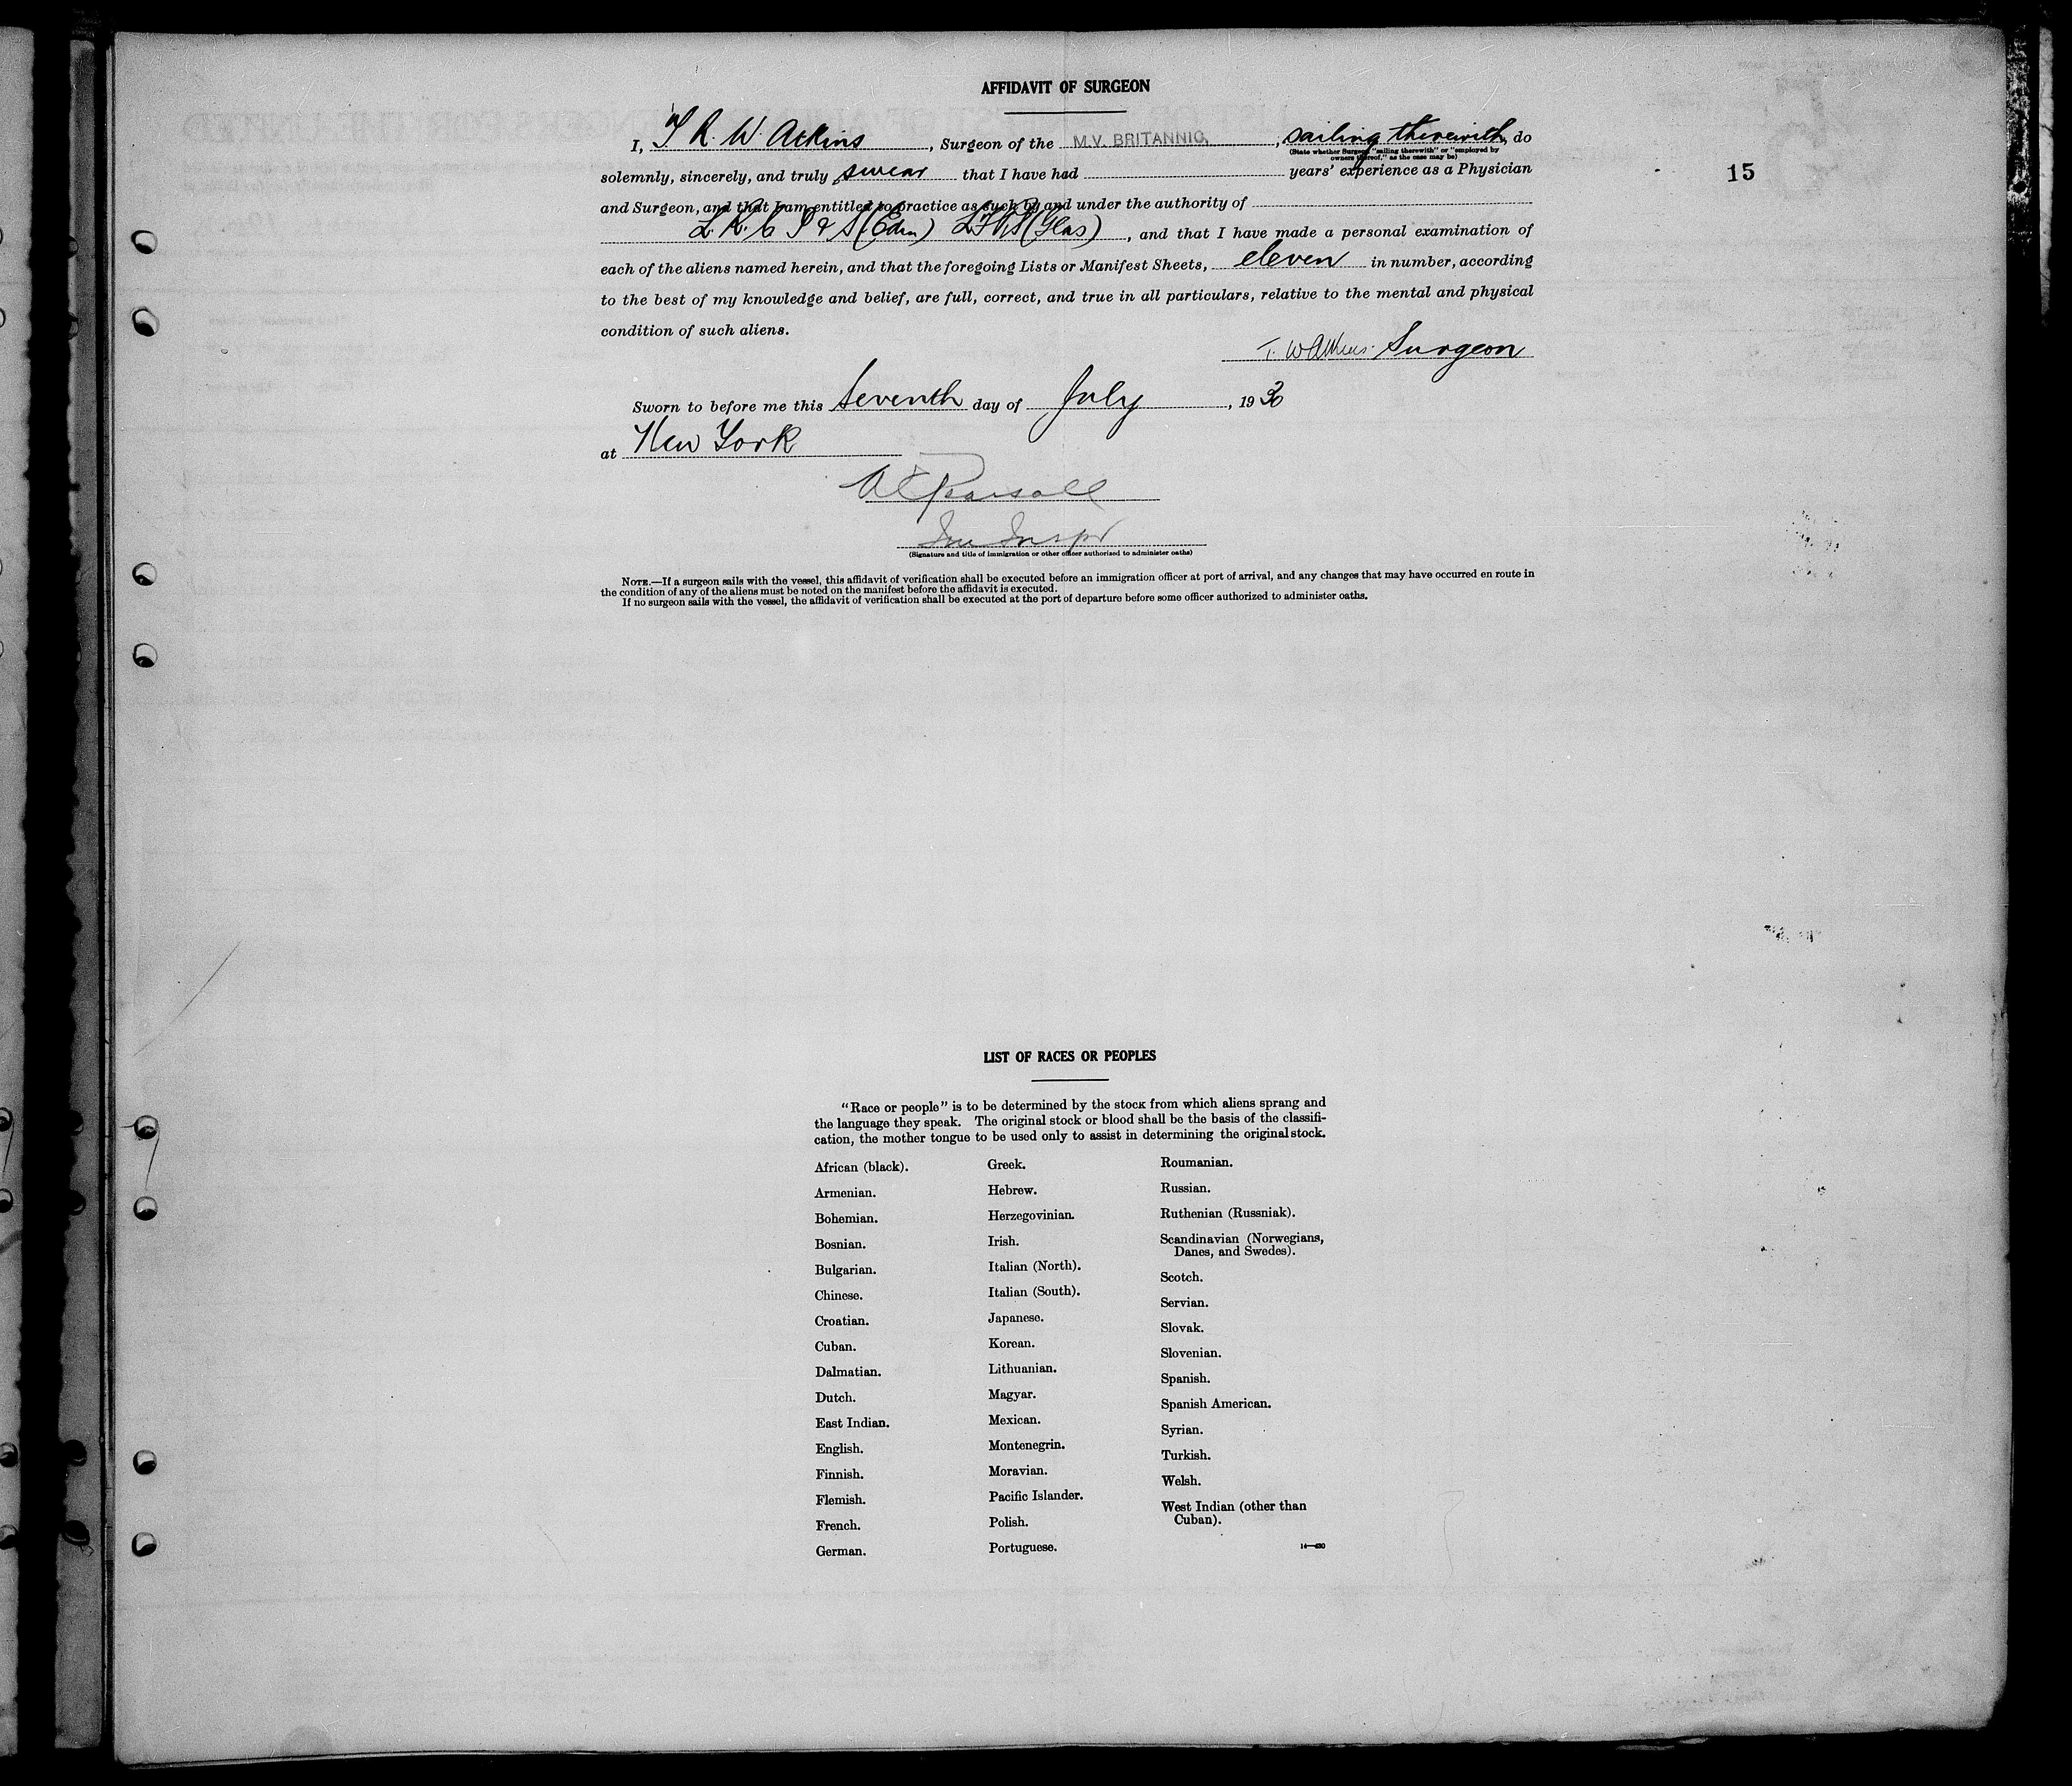 AFFIDAVIT OF SURGEON
I, T R. W. Atkins, Surgeon of the M.V. BRITANNIC, , sailing therewith, do
(State whether Surgeon "sailing therewith" or "employed by
owners thereof," as the case may be)
solemnly, sincerely, and truly swear that I have had years' experience as a Physician
15
and Surgeon, and that I am entitled to practice as such by and under the authority of
L.R.C P & S (Edin) (Glas), and that I have made a personal examination of
each of the aliens named herein, and that the foregoing Lists or Manifest Sheets, eleven in number, according
to the best of my knowledge and belief, are full, correct, and true in all particulars, relative to the mental and physical
condition of such aliens.
Surgeon
Sworn to before me this Seventh day of July, 1930
at New York
Pearsall
Imm Inspr
(Signature and title of immigration or other officer authorized to administer oaths)
NOTE.—If a surgeon sails with the vessel, this affidavit of verification shall be executed before an immigration officer at port of arrival, and any changes that may have occurred en route in
the condition of any of the aliens must be noted on the manifest before the affidavit is executed.
If no surgeon sails with the vessel, the affidavit of verification shall be executed at the port of departure before some officer authorized to administer oaths.
LIST OF RACES OR PEOPLES
"Race or people" is to be determined by the stock from which aliens sprang and
the language they speak. The original stock or blood shall be the basis of the classifi-
cation, the mother tongue to be used only to assist in determining the original stock.
African (black).
Armenian.
Bohemian.
Bosnian.
Bulgarian.
Chinese.
Croatian.
Cuban.
Dalmatian.
Dutch.
East Indian.
English.
Finnish.
Flemish.
French.
German.
Greek.
Hebrew.
Herzegovinian.
Irish.
Italian (North).
Italian (South).
Japanese.
Korean.
Lithuanian.
Magyar.
Mexican.
Montenegrin.
Moravian.
Pacific Islander.
Polish.
Portuguese.
Roumanian.
Russian.
Ruthenian (Russniak).
Scandinavian (Norwegians,
Danes, and Swedes).
Scotch.
Servian.
Slovak.
Slovenian.
Spanish.
Spanish American.
Syrian.
Turkish.
Welsh.
West Indian (other than
Cuban).